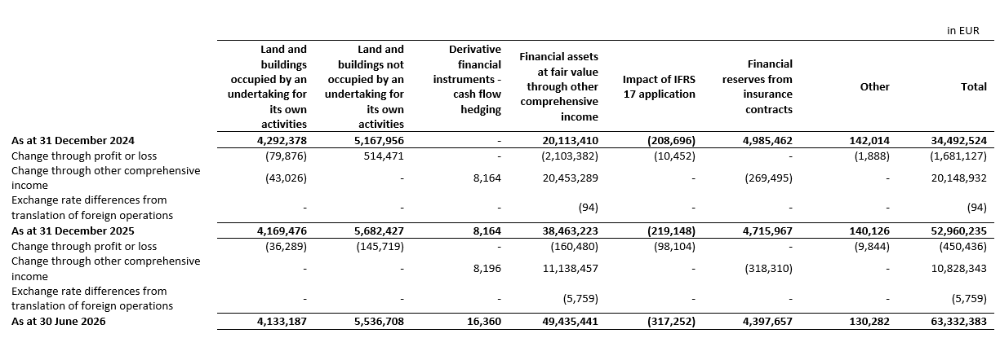 in EUR
Land and buildings occupied by an undertaking for its own activities | Land and buildings not occupied by an undertaking for its own activities | Derivative financial instruments - cash flow hedging | Financial assets at fair value through other comprehensive income | Impact of IFRS 17 application | Financial reserves from insurance contracts | Other | Total
As at 31 December 2024 4,292,378 5,167,956 - 20,113,410 (208,696) 4,985,462 142,014 34,492,524
Change through profit or loss (79,876) 514,471 - (2,103,382) (10,452) - (1,888) (1,681,127)
Change through other comprehensive
income (43,026) - 8,164 20,453,289 - (269,495) - 20,148,932
Exchange rate differences from
translation of foreign operations - - - (94) - - - (94)
As at 31 December 2025 4,169,476 5,682,427 8,164 38,463,223 (219,148) 4,715,967 140,126 52,960,235
Change through profit or loss (36,289) (145,719) - (160,480) (98,104) - (9,844) (450,436)
Change through other comprehensive
income - - 8,196 11,138,457 - (318,310) - 10,828,343
Exchange rate differences from
translation of foreign operations - - - (5,759) - - - (5,759)
As at 30 June 2026 4,133,187 5,536,708 16,360 49,435,441 (317,252) 4,397,657 130,282 63,332,383